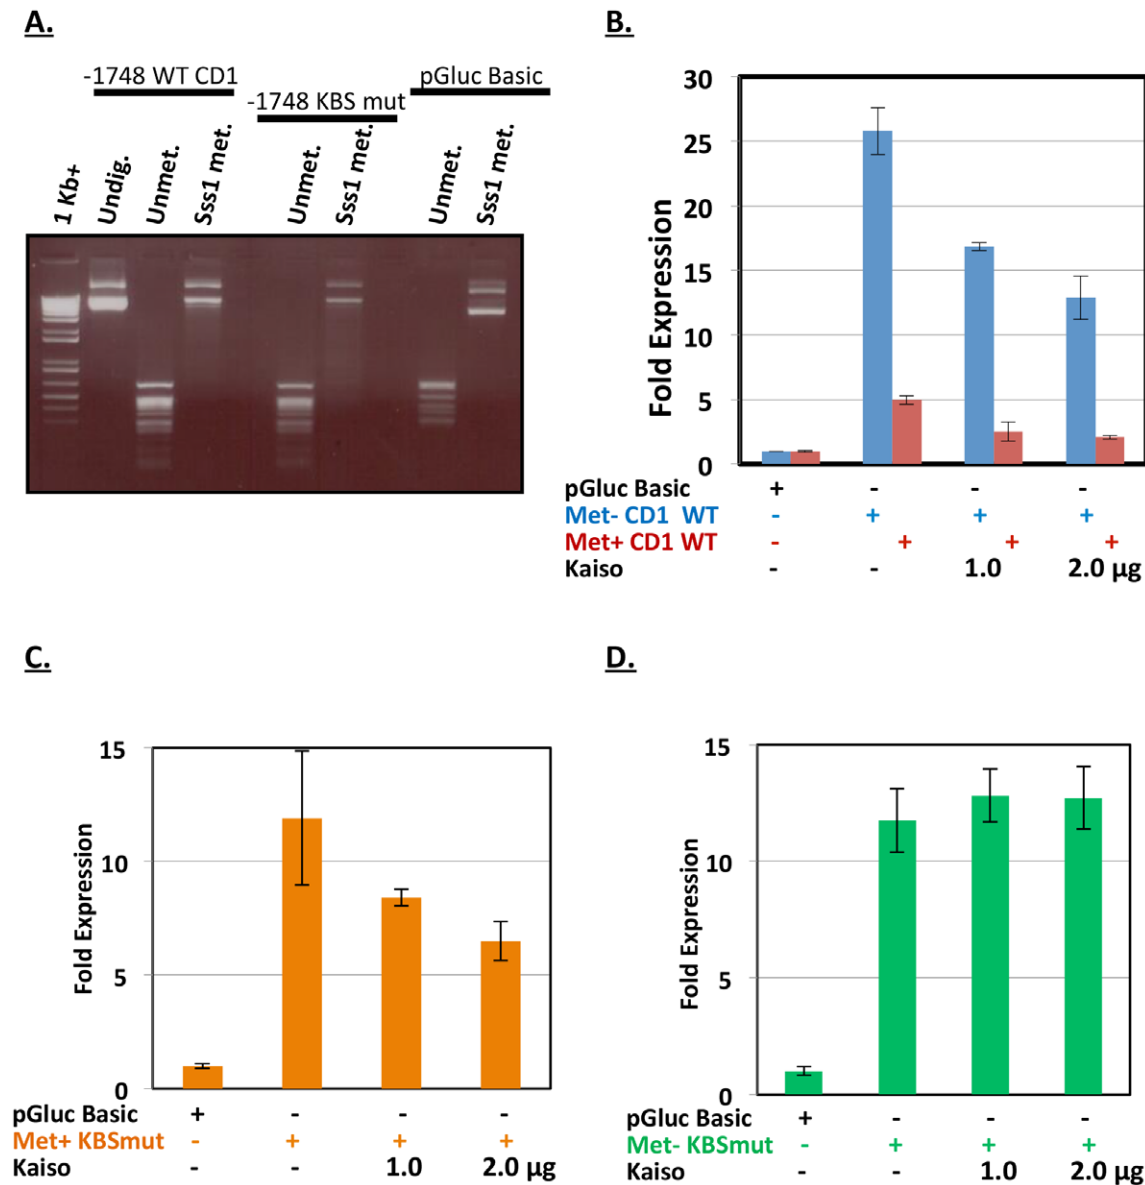 A.
-1748 WT CD1
pGluc Basic
-1748 KBS mut
1 Kb+
Undig.
Unmet.
Sss1 met.
Unmet.
Sss1 met.
Unmet.
Sss1 met.
B.
30
25
20
15
10
5
0
Fold Expression
pGluc Basic + - - -
Met- CD1 WT - + + +
Met+ CD1 WT - + + +
Kaiso - - 1.0 2.0 µg
C.
15
10
5
0
Fold Expression
pGluc Basic + - - -
Met+ KBSmut - + + +
Kaiso - - 1.0 2.0 µg
D.
15
10
5
0
Fold Expression
pGluc Basic + - - -
Met- KBSmut - + + +
Kaiso - - 1.0 2.0 µg